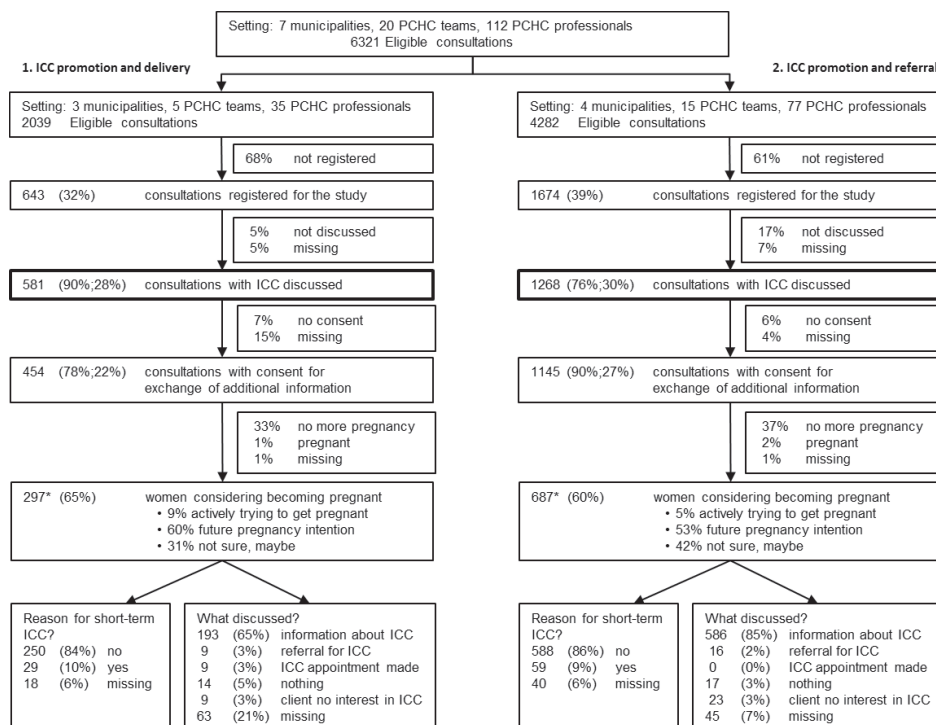 Setting: 7 municipalities, 20 PCHC teams, 112 PCHC professionals
6321 Eligible consultations
1. ICC promotion and delivery
Setting: 3 municipalities, 5 PCHC teams, 35 PCHC professionals
2039 Eligible consultations
68% not registered
643 (32%) consultations registered for the study
5% not discussed
5% missing
581 (90%;28%) consultations with ICC discussed
7% no consent
15% missing
454 (78%;22%) consultations with consent for
exchange of additional information
33% no more pregnancy
1% pregnant
1% missing
297* (65%) women considering becoming pregnant
• 9% actively trying to get pregnant
• 60% future pregnancy intention
• 31% not sure, maybe
Reason for short-term
ICC?
250 (84%) no
29 (10%) yes
18 (6%) missing
What discussed?
193 (65%) information about ICC
9 (3%) referral for ICC
9 (3%) ICC appointment made
14 (5%) nothing
9 (3%) client no interest in ICC
63 (21%) missing
2. ICC promotion and referral
Setting: 4 municipalities, 15 PCHC teams, 77 PCHC professionals
4282 Eligible consultations
61% not registered
1674 (39%) consultations registered for the study
17% not discussed
7% missing
1268 (76%;30%) consultations with ICC discussed
6% no consent
4% missing
1145 (90%;27%) consultations with consent for
exchange of additional information
37% no more pregnancy
2% pregnant
1% missing
687* (60%) women considering becoming pregnant
• 5% actively trying to get pregnant
• 53% future pregnancy intention
• 42% not sure, maybe
Reason for short-term
ICC?
588 (86%) no
59 (9%) yes
40 (6%) missing
What discussed?
586 (85%) information about ICC
16 (2%) referral for ICC
0 (0%) ICC appointment made
17 (3%) nothing
23 (3%) client no interest in ICC
45 (7%) missing